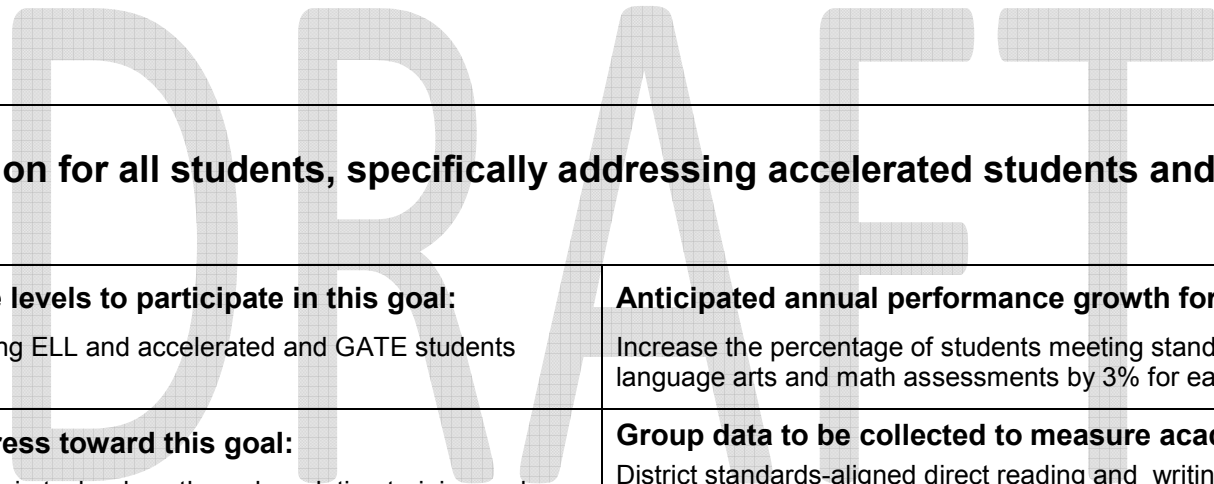 DRAFT
on for all students, specifically addressing accelerated students and
levels to participate in this goal:
ng ELL and accelerated and GATE students
Anticipated annual performance growth for
Increase the percentage of students meeting stand
language arts and math assessments by 3% for ea
ress toward this goal:
Group data to be collected to measure aca
District standards-aligned direct reading and writin